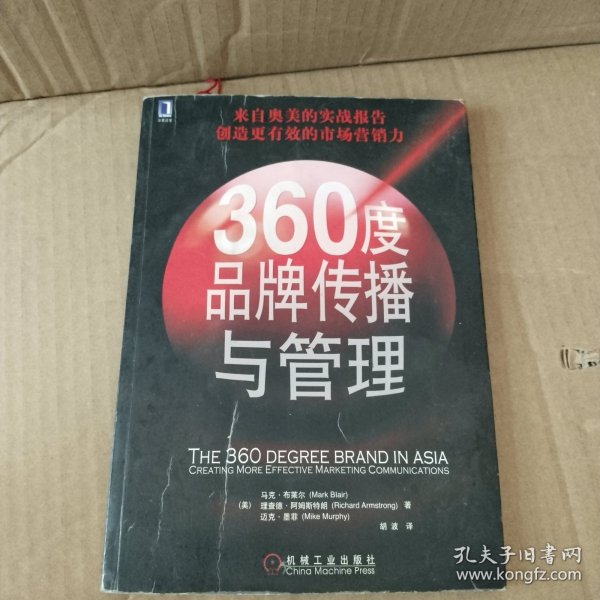 来自奥美的实战报告
创造更有效的市场营销力
360度
品牌传播
与管理
THE 360 DEGREE BRAND IN ASIA
CREATING MORE EFFECTIVE MARKETING COMMUNICATIONS
马克·布莱尔 (Mark Blair)
(美) 理查德·阿姆斯特朗 (Richard Armstrong) 著
迈克·墨菲 (Mike Murphy)
胡波 译
机械工业出版社
China Machine Press
孔夫子旧书网
www.kongfz.com